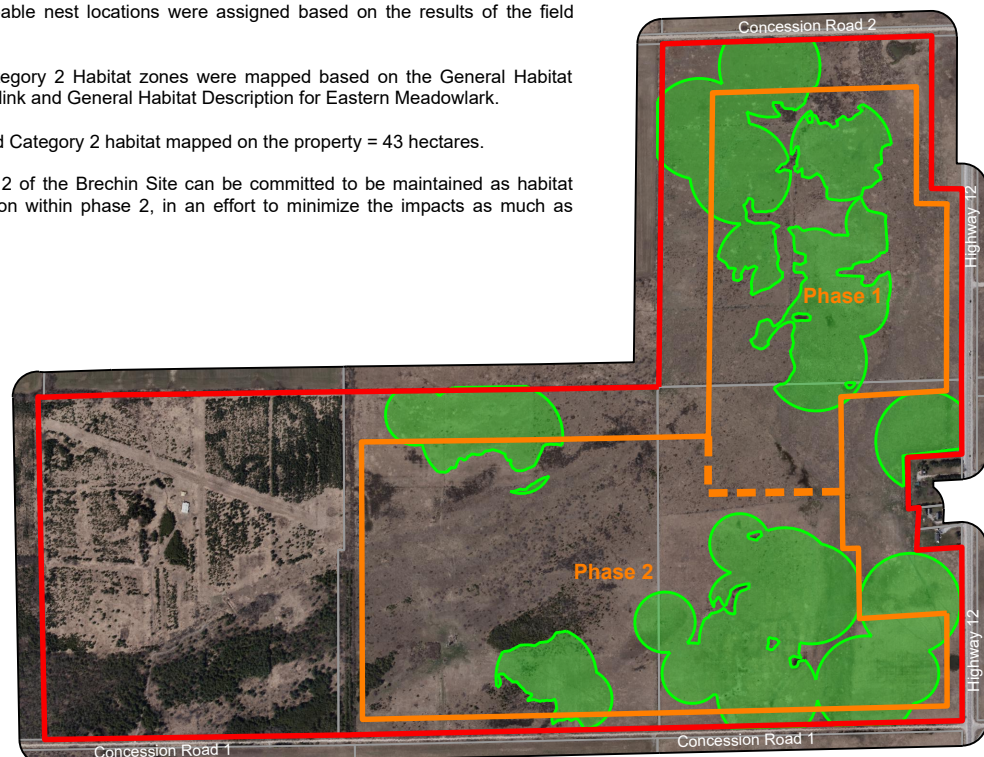 able nest locations were assigned based on the results of the field
tegory 2 Habitat zones were mapped based on the General Habitat
link and General Habitat Description for Eastern Meadowlark.
d Category 2 habitat mapped on the property = 43 hectares.
2 of the Brechin Site can be committed to be maintained as habitat
on within phase 2, in an effort to minimize the impacts as much as
Concession Road 2
Highway 12
Phase 1
Phase 2
Highway 12
Concession Road 1
Concession Road 1